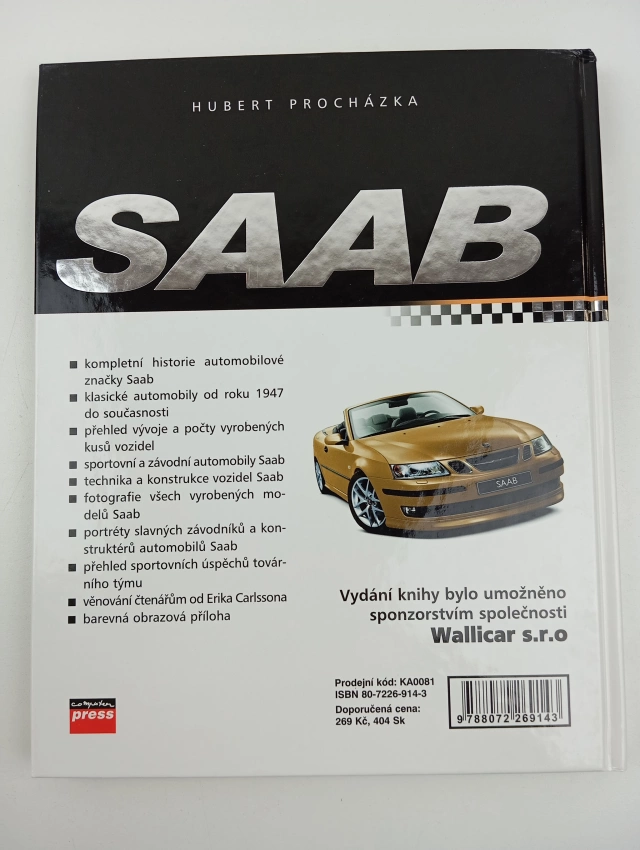 HUBERT PROCHÁZKA
SAAB
kompletní historie automobilové
značky Saab
klasické automobily od roku 1947
do současnosti
přehled vývoje a počty vyrobených
kusů vozidel
sportovní a závodní automobily Saab
technika a konstrukce vozidel Saab
fotografie všech vyrobených mo-
delů Saab
portréty slavných závodníků a kon-
struktérů automobilů Saab
přehled sportovních úspěchů továr-
ního týmu
věnování čtenářům od Erika Carlssona
barevná obrazová příloha
SAAB
Vydání knihy bylo umožněno
sponzorstvím společnosti
Wallicar s.r.o
Prodejní kód: KA0081
ISBN 80-7226-914-3
Doporučená cena:
269 Kč, 404 Sk
9 788072 269143
computer
press